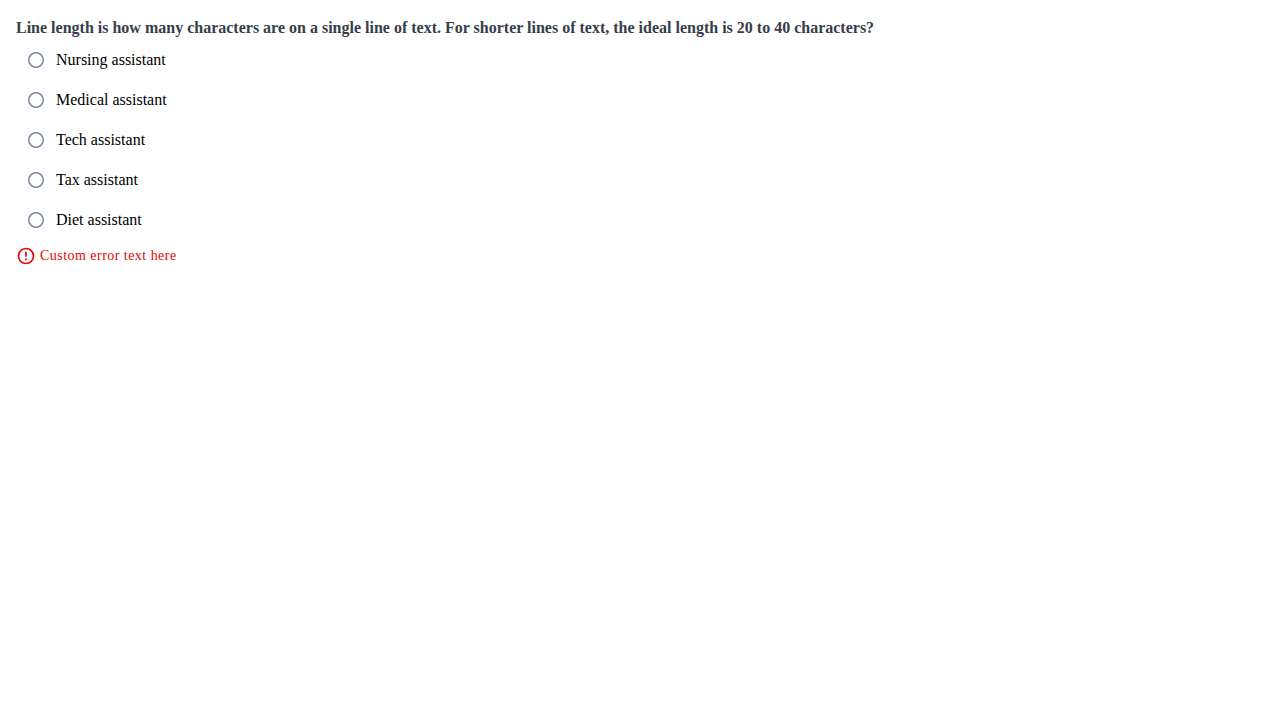 Line length is how many characters are on a single line of text. For shorter lines of text, the ideal length is 20 to 40 characters?
Nursing assistant
Medical assistant
Tech assistant
Tax assistant
Diet assistant
Custom error text here